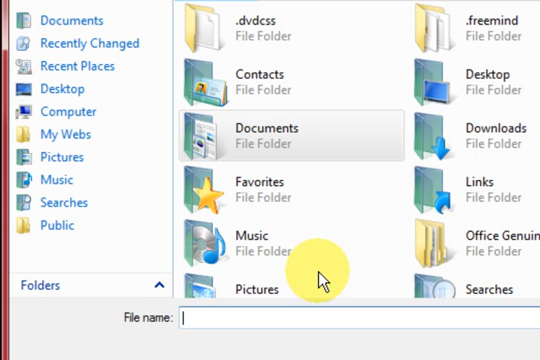 Documents
Recently Changed
Recent Places
Desktop
Computer
My Webs
Pictures
Music
Searches
Public
Folders
.dvdcss
File Folder
.freemind
File Folder
Contacts
File Folder
Desktop
File Folder
Documents
File Folder
Downloads
File Folder
Favorites
File Folder
Links
File Folder
Music
File Folder
Office Genuin
File Folder
Pictures
Searches
File name: